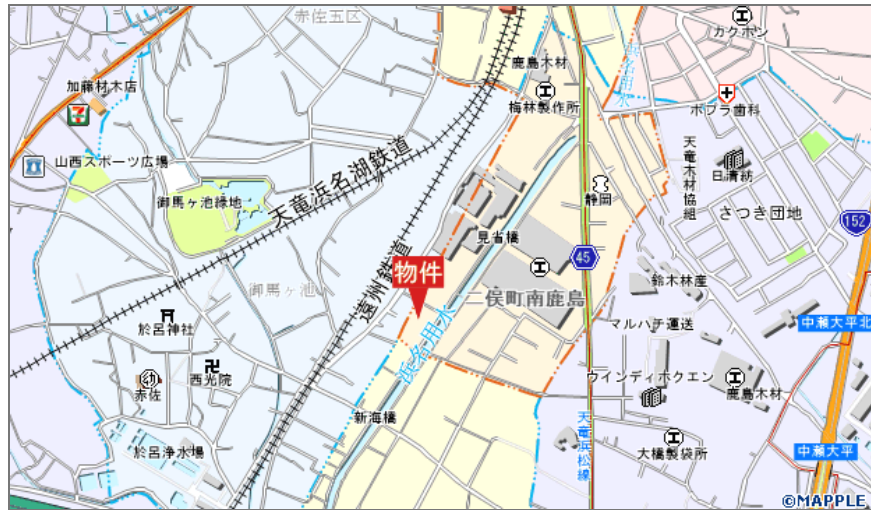 赤佐五区
カクホン
鹿島木材
浜名用水
加藤材木店
梅林製作所
ポプラ歯科
山西スポーツ広場
天竜浜名湖鉄道
天竜木材協組
日清紡
御馬ヶ池緑地
静岡
さつき団地
152
見省橋
45
遠州鉄道
物件
御馬ヶ池
二俣町南鹿島
鈴木林産
於呂神社
浜名用水
マルハチ運送
中瀬大平北
西光院
幼
赤佐
ウインディホクエン
鹿島木材
新海橋
天竜浜松線
於呂浄水場
大橋製袋所
中瀬大平
©MAPPLE